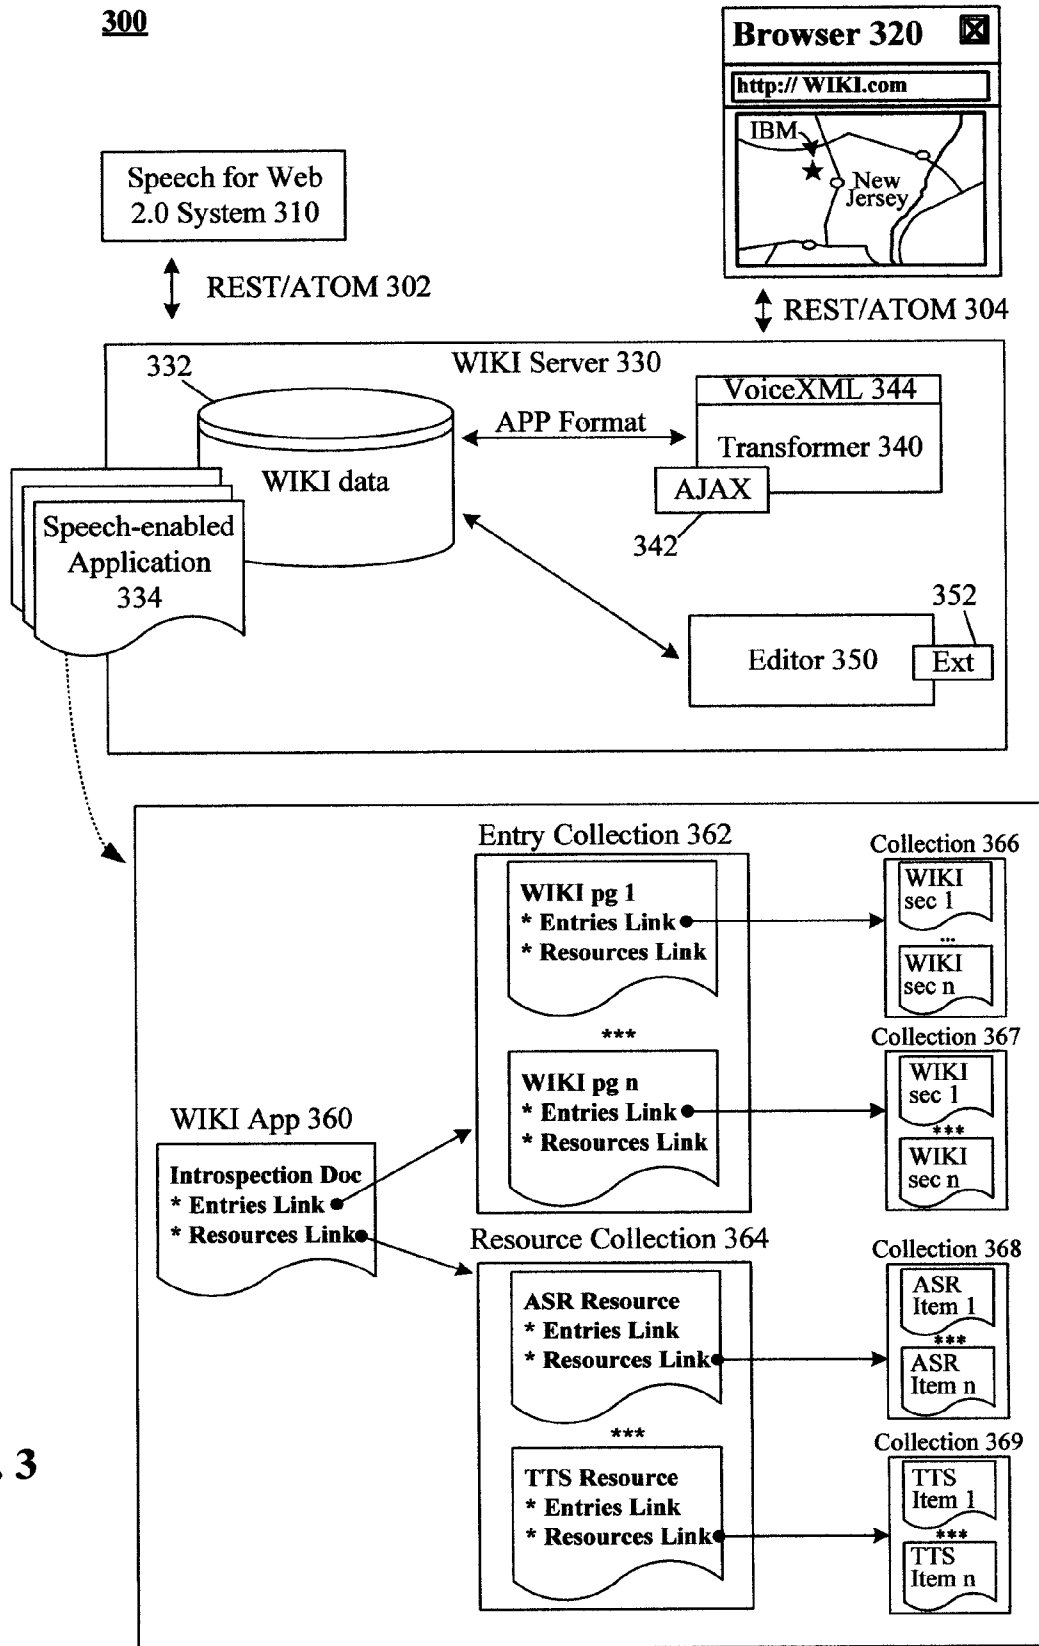 300
Browser 320
http:// WIKI.com
IBM
New
Jersey
Speech for Web
2.0 System 310
REST/ATOM 302
REST/ATOM 304
WIKI Server 330
332
WIKI data
APP Format
VoiceXML 344
Transformer 340
AJAX
342
Speech-enabled
Application
334
352
Editor 350
Ext
Entry Collection 362
WIKI pg 1
* Entries Link
* Resources Link
***
WIKI pg n
* Entries Link
* Resources Link
Collection 366
WIKI
sec 1
...
WIKI
sec n
Collection 367
WIKI
sec 1
***
WIKI
sec n
WIKI App 360
Introspection Doc
* Entries Link
* Resources Link
Resource Collection 364
ASR Resource
* Entries Link
* Resources Link
***
TTS Resource
* Entries Link
* Resources Link
Collection 368
ASR
Item 1
***
ASR
Item n
Collection 369
TTS
Item 1
***
TTS
Item n
. 3